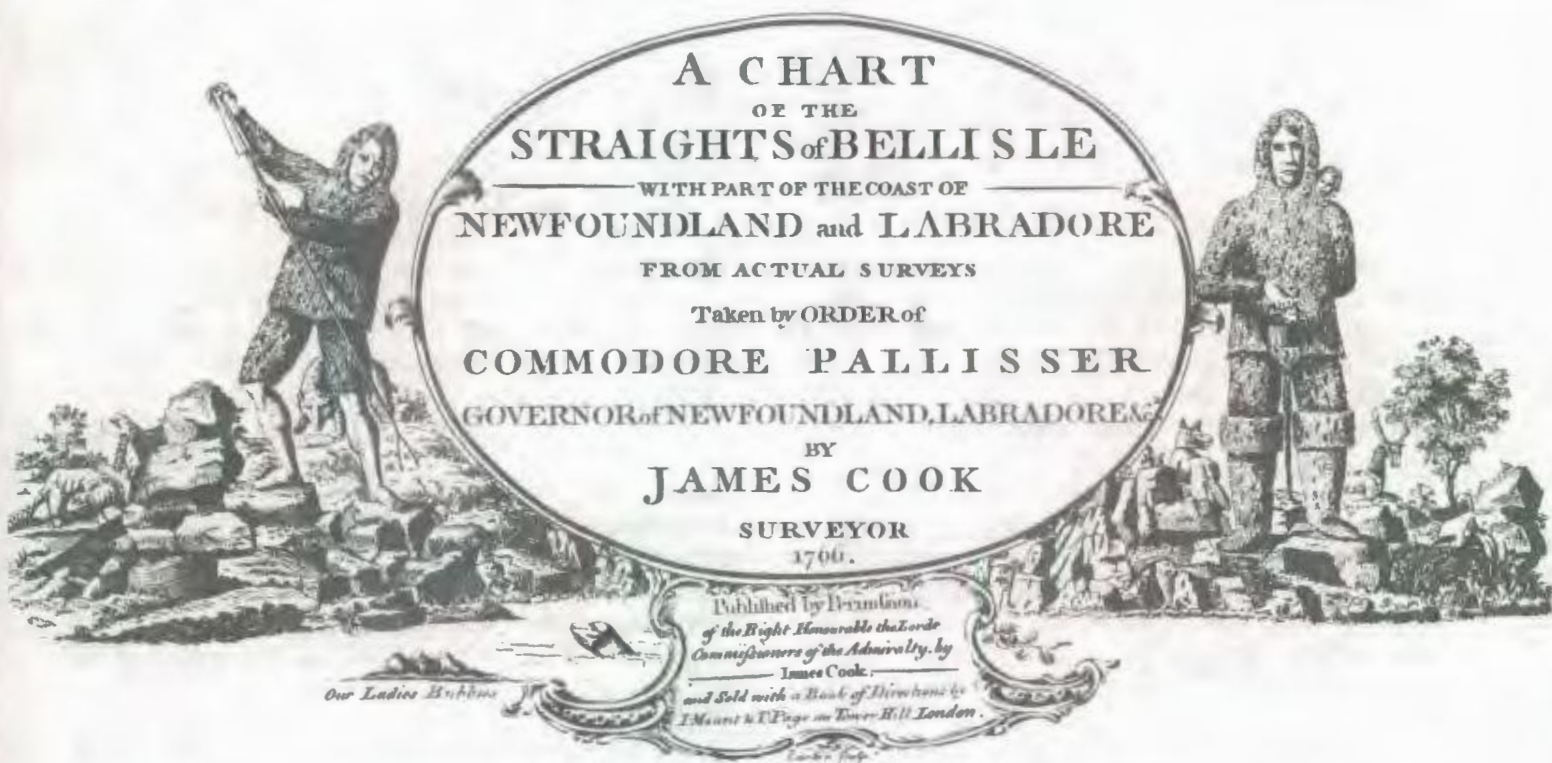 A CHART
OF THE
STRAIGHTS of BELLISLE
WITH PART OF THE COAST OF
NEWFOUNDLAND and LABRADORE
FROM ACTUAL SURVEYS
Taken by ORDER of
COMMODORE PALLISSER
GOVERNOR of NEWFOUNDLAND, LABRADORE &c.
BY
JAMES COOK
SURVEYOR
1766.
Published by Permission
of the Right Honourable the Lords
Commissioners of the Admiralty, by
James Cook.
and Sold with a Book of Directions by
I. Mount & T. Page on Tower Hill London.
Our Ladies Bubbies
Larken sculp.